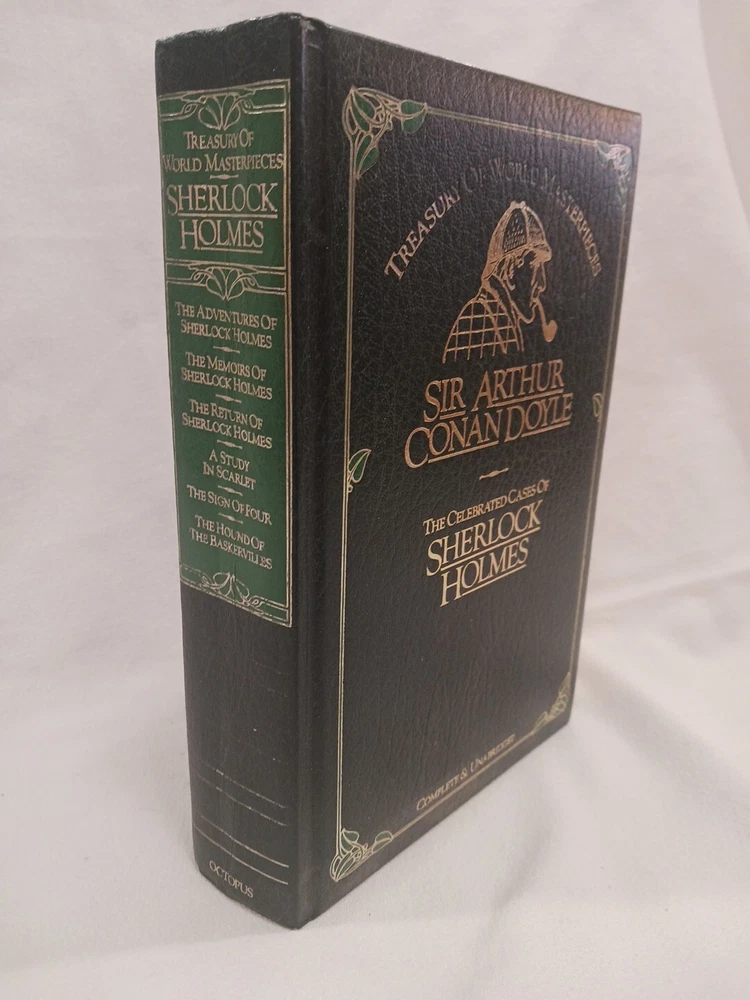 TREASURY OF
WORLD MASTERPIECES
SHERLOCK
HOLMES
THE ADVENTURES OF
SHERLOCK HOLMES
THE MEMOIRS OF
SHERLOCK HOLMES
THE RETURN OF
SHERLOCK HOLMES
A STUDY
IN SCARLET
THE SIGN OF FOUR
THE HOUND OF
THE BASKERVILLES
OCTOPUS
TREASURY OF WORLD MASTERPIECES
SIR ARTHUR
CONAN DOYLE
THE CELEBRATED CASES OF
SHERLOCK
HOLMES
COMPLETE & UNABRIDGED